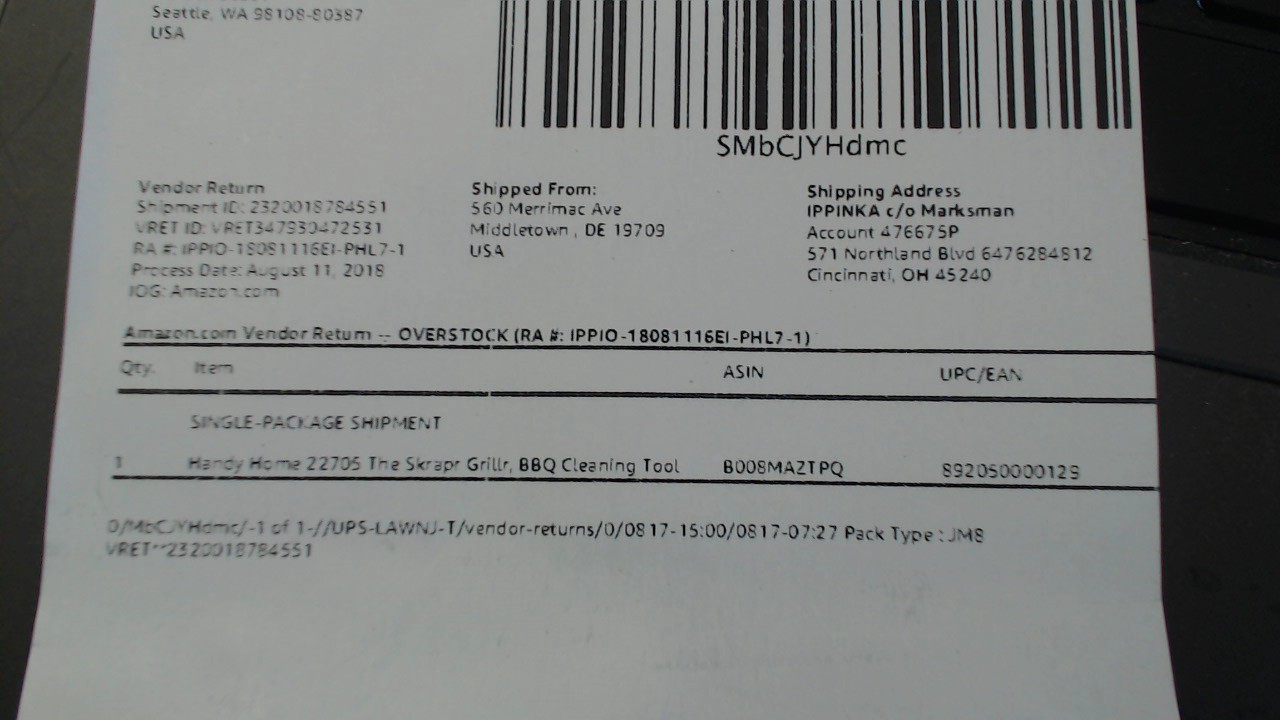 Seattle, WA 98108-80387
USA
SMbCJYHdmc
Vendor Return
Shipment ID: 2320018784551
VRET ID: VRET347930472531
RA #: IPPIO-18081116EI-PHL7-1
Process Date: August 11, 2018
IOG: Amazon.com
Shipped From:
560 Merrimac Ave
Middletown , DE 19709
USA
Shipping Address
IPPINKA c/o Marksman
Account 476675P
571 Northland Blvd 6476284812
Cincinnati, OH 45240
Amazon.com Vendor Return -- OVERSTOCK (RA #: IPPIO-18081116EI-PHL7-1)
Qty. Item ASIN UPC/EAN
SINGLE-PACKAGE SHIPMENT
1 Handy Home 22705 The Skrapr Grillr, BBQ Cleaning Tool B008MAZTPQ 892050000129
0/MbCJYHdmc/-1 of 1-//UPS-LAWNJ-T/vendor-returns/0/0817-15:00/0817-07:27 Pack Type : JM8
VRET**2320018784551